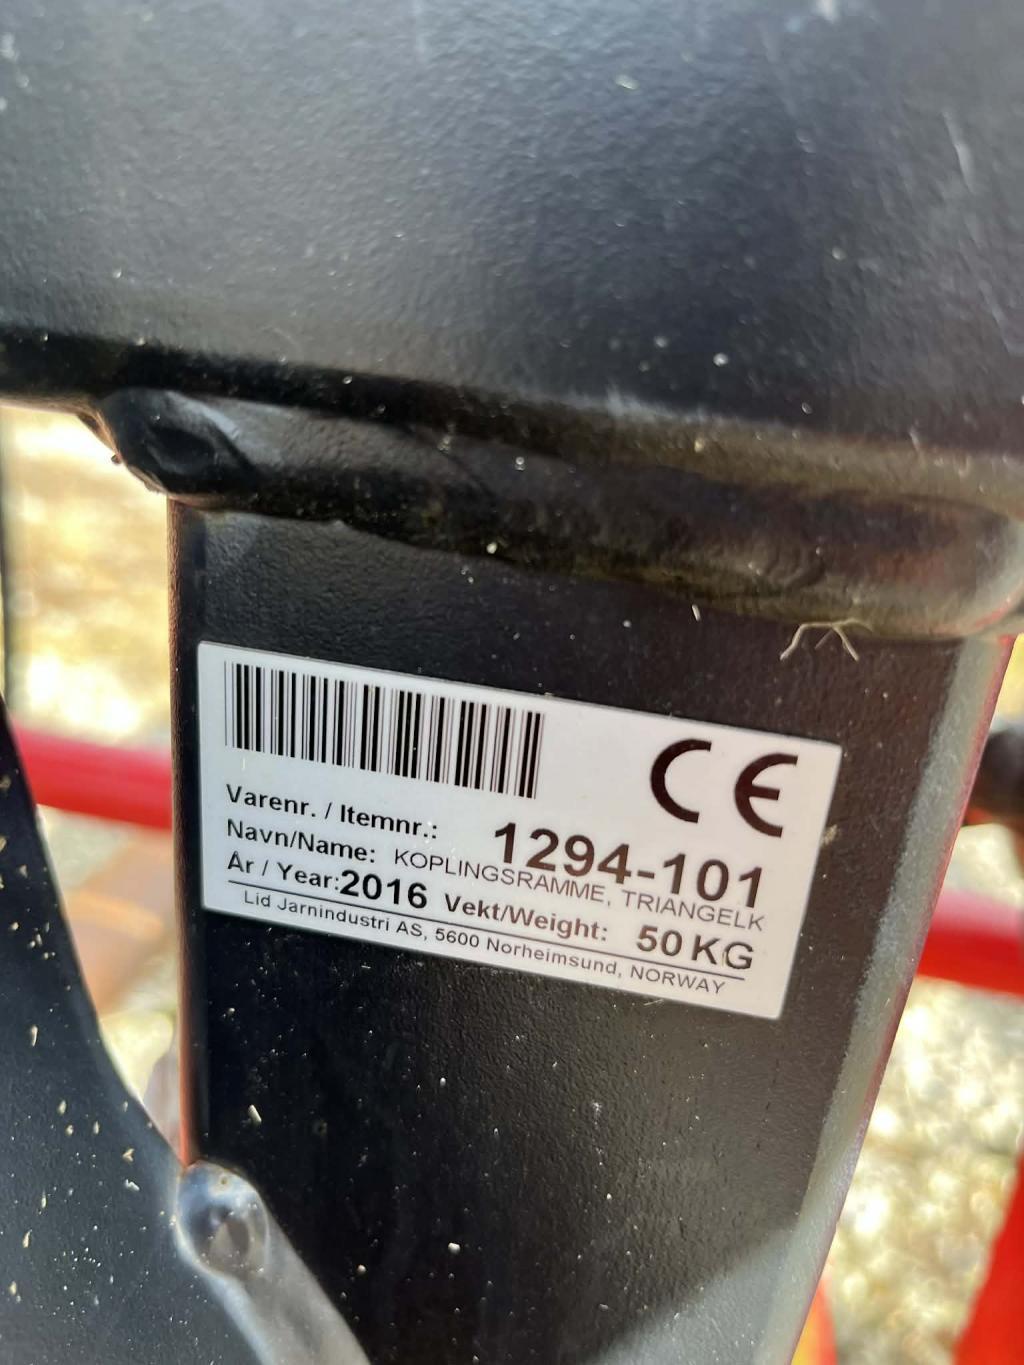 CE
Varenr. / Itemnr.: 1294-101
Navn/Name: KOPLINGSRAMME, TRIANGELK
År / Year: 2016 Vekt/Weight: 50 KG
Lid Jarnindustri AS, 5600 Norheimsund, NORWAY